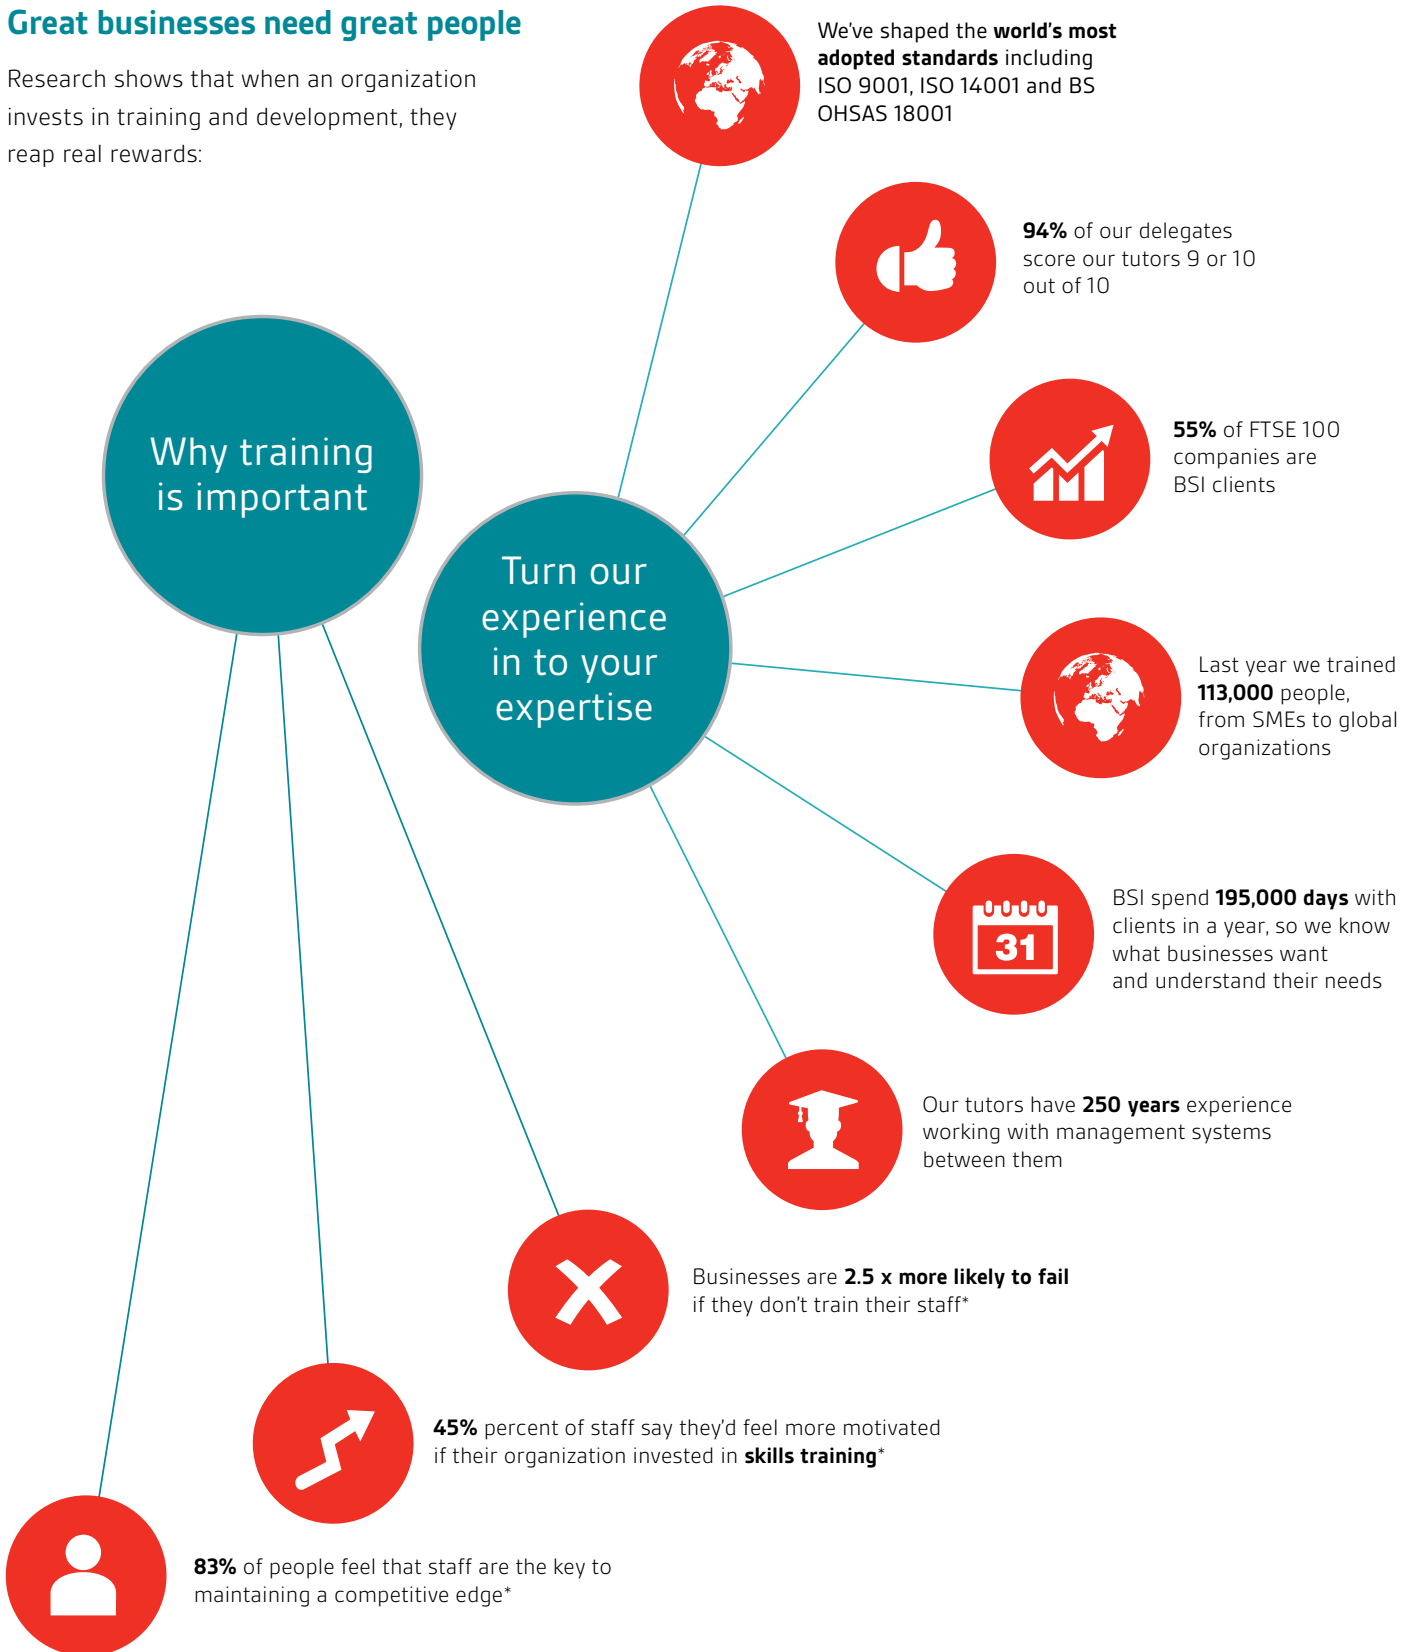 Great businesses need great people
Research shows that when an organization
invests in training and development, they
reap real rewards:
We've shaped the world's most
adopted standards including
ISO 9001, ISO 14001 and BS
OHSAS 18001
94% of our delegates
score our tutors 9 or 10
out of 10
55% of FTSE 100
companies are
BSI clients
Why training
is important
Turn our
experience
in to your
expertise
Last year we trained
113,000 people,
from SMEs to global
organizations
31
BSI spend 195,000 days with
clients in a year, so we know
what businesses want
and understand their needs
Our tutors have 250 years experience
working with management systems
between them
Businesses are 2.5 x more likely to fail
if they don't train their staff*
45% percent of staff say they'd feel more motivated
if their organization invested in skills training*
83% of people feel that staff are the key to
maintaining a competitive edge*